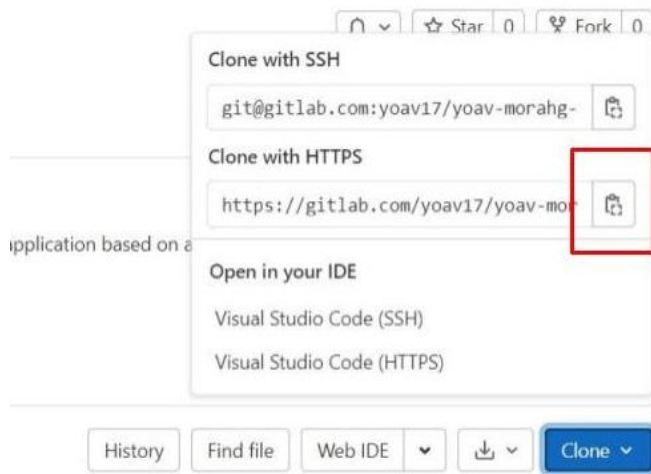 Star 0 Fork 0
Clone with SSH
git@gitlab.com:yoav17/yoav-morahg-
Clone with HTTPS
https://gitlab.com/yoav17/yoav-mor
application based on a
Open in your IDE
Visual Studio Code (SSH)
Visual Studio Code (HTTPS)
History Find file Web IDE Clone